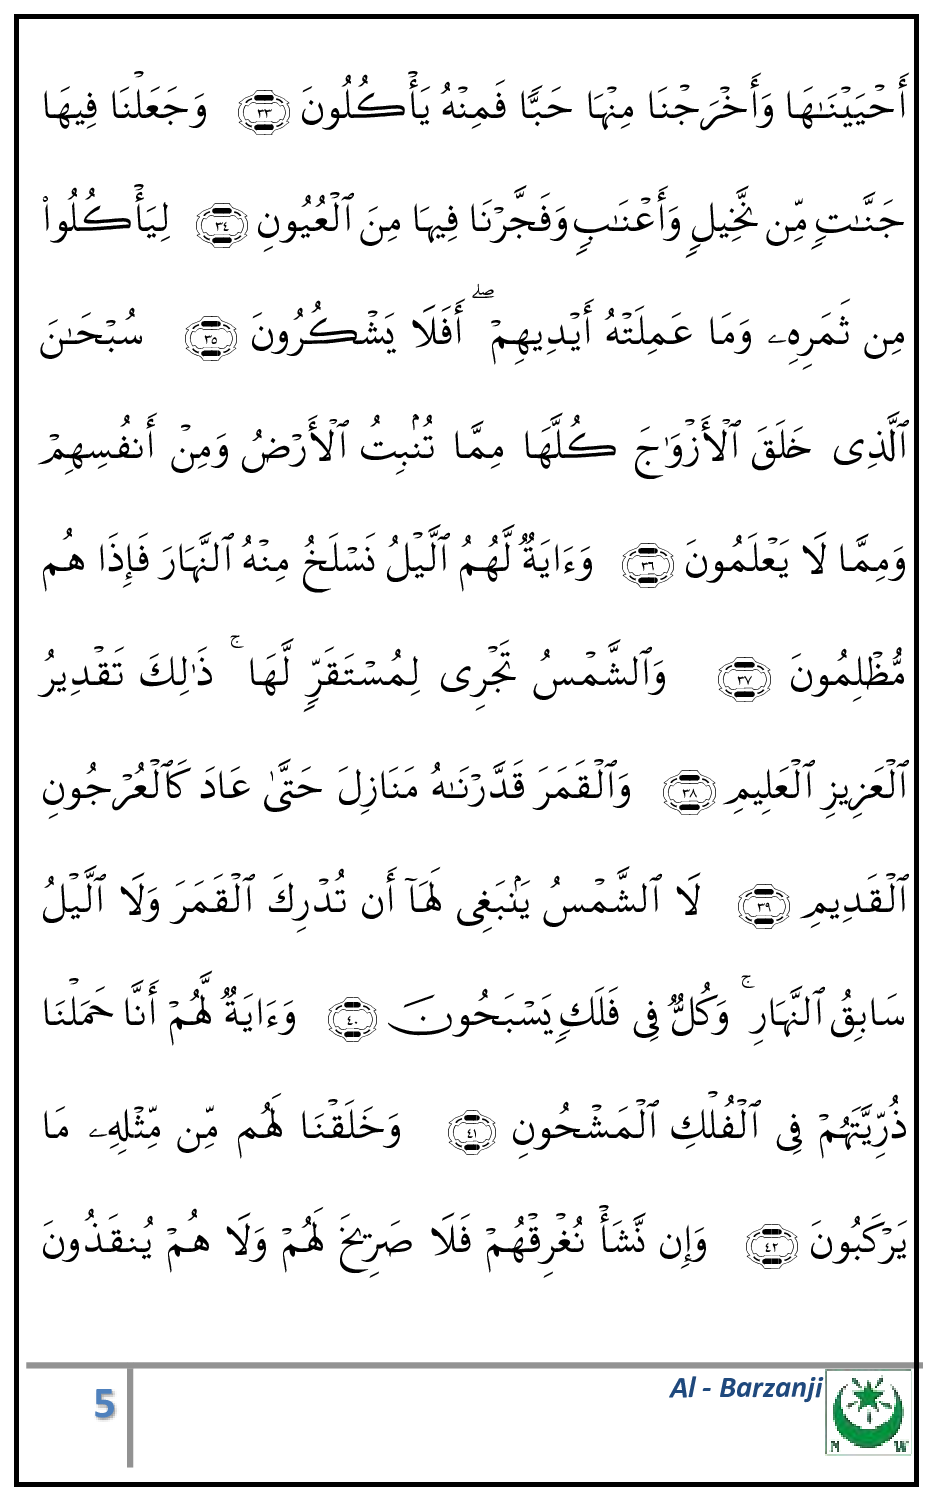 أَحْيَيْنَـٰهَا وَأَخْرَجْنَا مِنْهَا حَبًّا فَمِنْهُ يَأْكُلُونَ ٣٣ وَجَعَلْنَا فِيهَا
جَنَّـٰتٍ مِّن نَّخِيلٍ وَأَعْنَـٰبٍ وَفَجَّرْنَا فِيهَا مِنَ ٱلْعُيُونِ ٣٤ لِيَأْكُلُوا۟
مِن ثَمَرِهِۦ وَمَا عَمِلَتْهُ أَيْدِيهِمْ ۖ أَفَلَا يَشْكُرُونَ ٣٥ سُبْحَـٰنَ
ٱلَّذِى خَلَقَ ٱلْأَزْوَٰجَ كُلَّهَا مِمَّا تُنۢبِتُ ٱلْأَرْضُ وَمِنْ أَنفُسِهِمْ
وَمِمَّا لَا يَعْلَمُونَ ٣٦ وَءَايَةٌ لَّهُمُ ٱلَّيْلُ نَسْلَخُ مِنْهُ ٱلنَّهَارَ فَإِذَا هُم
مُّظْلِمُونَ ٣٧ وَٱلشَّمْسُ تَجْرِى لِمُسْتَقَرٍّ لَّهَا ۚ ذَٰلِكَ تَقْدِيرُ
ٱلْعَزِيزِ ٱلْعَلِيمِ ٣٨ وَٱلْقَمَرَ قَدَّرْنَـٰهُ مَنَازِلَ حَتَّىٰ عَادَ كَٱلْعُرْجُونِ
ٱلْقَدِيمِ ٣٩ لَا ٱلشَّمْسُ يَنۢبَغِى لَهَآ أَن تُدْرِكَ ٱلْقَمَرَ وَلَا ٱلَّيْلُ
سَابِقُ ٱلنَّهَارِ ۚ وَكُلٌّ فِى فَلَكٍ يَسْبَحُونَ ٤٠ وَءَايَةٌ لَّهُمْ أَنَّا حَمَلْنَا
ذُرِّيَّتَهُمْ فِى ٱلْفُلْكِ ٱلْمَشْحُونِ ٤١ وَخَلَقْنَا لَهُم مِّن مِّثْلِهِۦ مَا
يَرْكَبُونَ ٤٢ وَإِن نَّشَأْ نُغْرِقْهُمْ فَلَا صَرِيخَ لَهُمْ وَلَا هُمْ يُنقَذُونَ
5 Al - Barzanji
N W